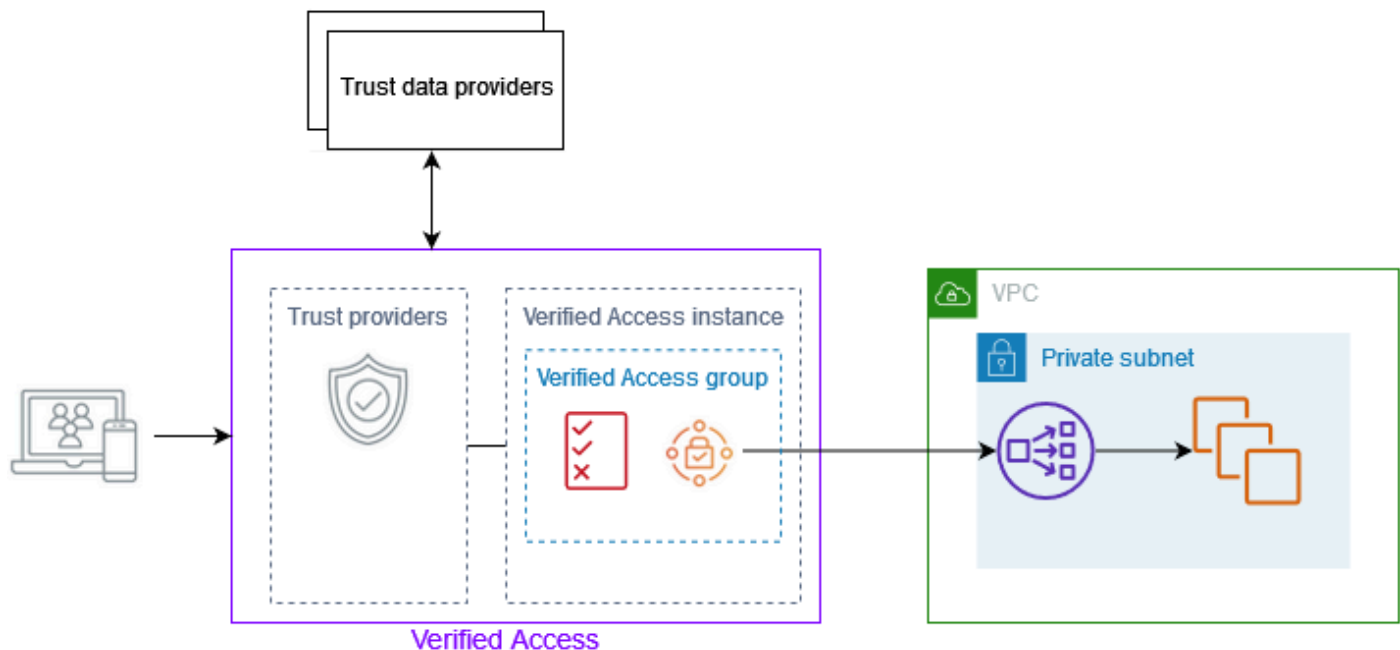 Trust data providers
Trust providers
Verified Access instance
Verified Access group
Verified Access
VPC
Private subnet